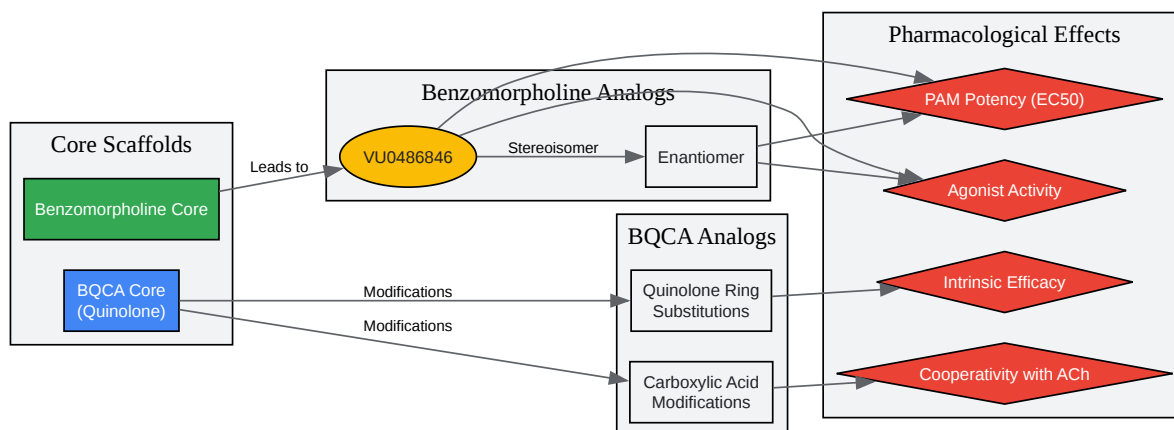 Core Scaffolds
Benzomorpholine Core
BQCA Core
(Quinolone)
Leads to
Modifications
Modifications
Benzomorpholine Analogs
VU0486846
Stereoisomer
Enantiomer
BQCA Analogs
Quinolone Ring
Substitutions
Carboxylic Acid
Modifications
Pharmacological Effects
PAM Potency (EC50)
Agonist Activity
Intrinsic Efficacy
Cooperativity with ACh